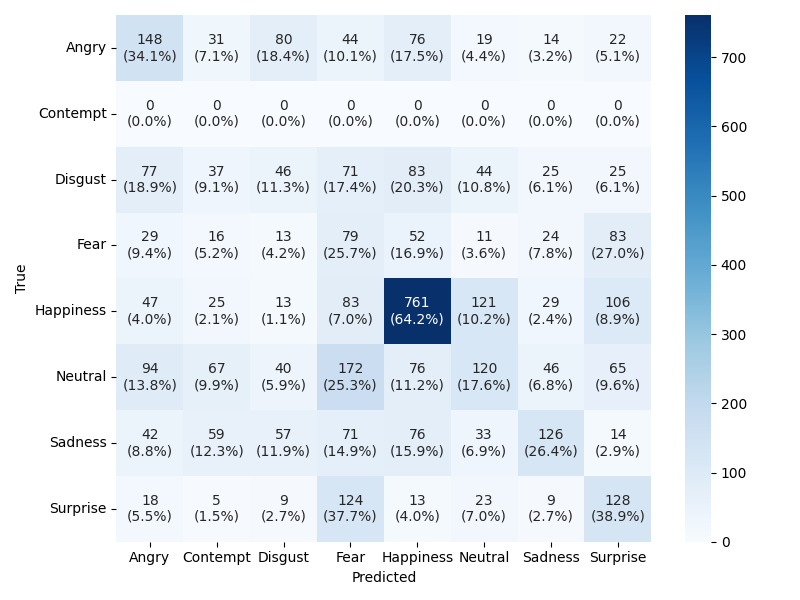 Angry 148 31 80 44 76 19 14 22
(34.1%) (7.1%) (18.4%) (10.1%) (17.5%) (4.4%) (3.2%) (5.1%)
Contempt 0 0 0 0 0 0 0 0
(0.0%) (0.0%) (0.0%) (0.0%) (0.0%) (0.0%) (0.0%) (0.0%)
Disgust 77 37 46 71 83 44 25 25
(18.9%) (9.1%) (11.3%) (17.4%) (20.3%) (10.8%) (6.1%) (6.1%)
Fear 29 16 13 79 52 11 24 83
(9.4%) (5.2%) (4.2%) (25.7%) (16.9%) (3.6%) (7.8%) (27.0%)
Happiness 47 25 13 83 761 121 29 106
(4.0%) (2.1%) (1.1%) (7.0%) (64.2%) (10.2%) (2.4%) (8.9%)
Neutral 94 67 40 172 76 120 46 65
(13.8%) (9.9%) (5.9%) (25.3%) (11.2%) (17.6%) (6.8%) (9.6%)
Sadness 42 59 57 71 76 33 126 14
(8.8%) (12.3%) (11.9%) (14.9%) (15.9%) (6.9%) (26.4%) (2.9%)
Surprise 18 5 9 124 13 23 9 128
(5.5%) (1.5%) (2.7%) (37.7%) (4.0%) (7.0%) (2.7%) (38.9%)
Angry Contempt Disgust Fear Happiness Neutral Sadness Surprise
Predicted
True
700
600
500
400
300
200
100
0